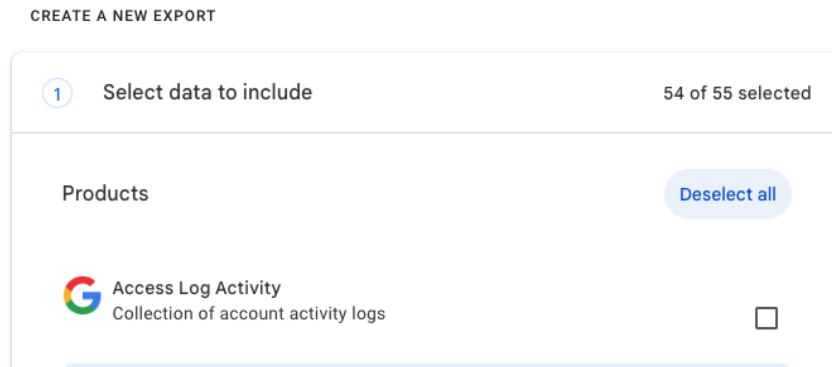 CREATE A NEW EXPORT
1 Select data to include 54 of 55 selected
Products Deselect all
Access Log Activity
Collection of account activity logs